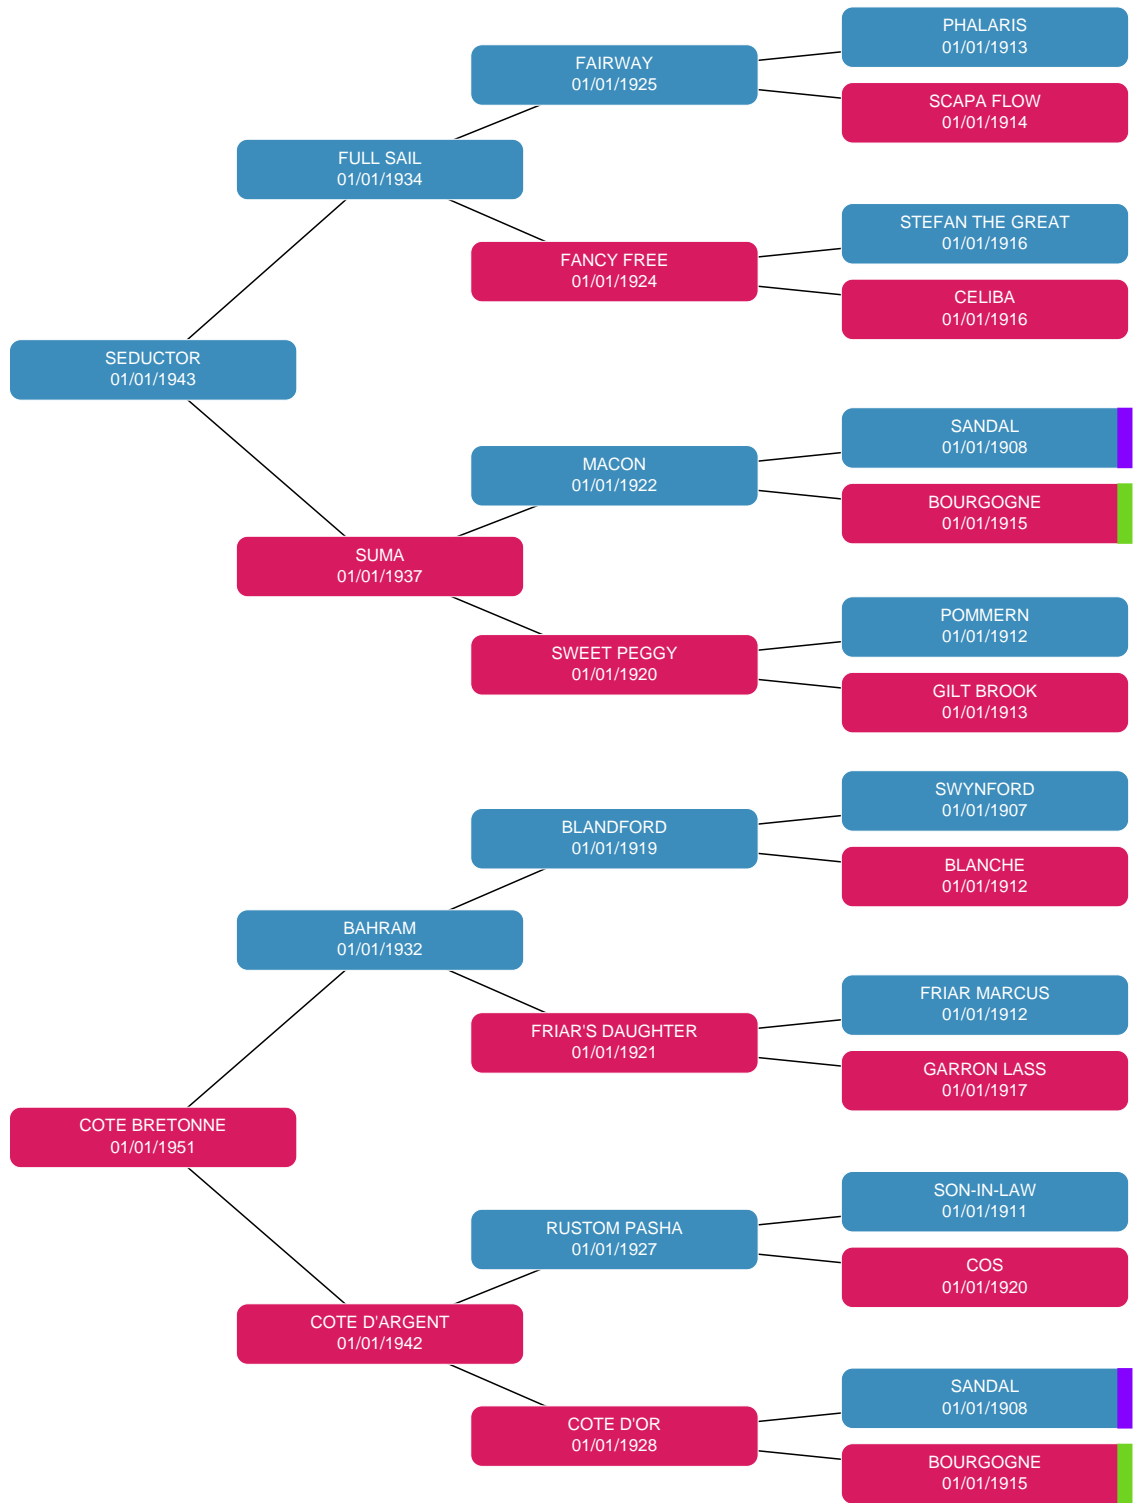 PHALARIS
01/01/1913
FAIRWAY
01/01/1925
SCAPA FLOW
01/01/1914
FULL SAIL
01/01/1934
STEFAN THE GREAT
01/01/1916
FANCY FREE
01/01/1924
CELIBA
01/01/1916
SEDUCTOR
01/01/1943
SANDAL
01/01/1908
MACON
01/01/1922
BOURGOGNE
01/01/1915
SUMA
01/01/1937
POMMERN
01/01/1912
SWEET PEGGY
01/01/1920
GILT BROOK
01/01/1913
SWYNFORD
01/01/1907
BLANDFORD
01/01/1919
BLANCHE
01/01/1912
BAHRAM
01/01/1932
FRIAR MARCUS
01/01/1912
FRIAR'S DAUGHTER
01/01/1921
GARRON LASS
01/01/1917
COTE BRETONNE
01/01/1951
SON-IN-LAW
01/01/1911
RUSTOM PASHA
01/01/1927
COS
01/01/1920
COTE D'ARGENT
01/01/1942
SANDAL
01/01/1908
COTE D'OR
01/01/1928
BOURGOGNE
01/01/1915